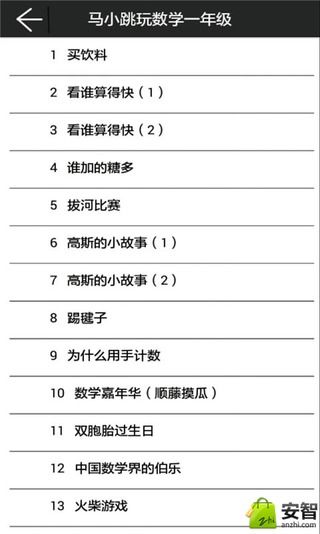 马小跳玩数学一年级
1 买饮料
2 看谁算得快(1)
3 看谁算得快(2)
4 谁加的糖多
5 拔河比赛
6 高斯的小故事(1)
7 高斯的小故事(2)
8 踢毽子
9 为什么用手计数
10 数学嘉年华(顺藤摸瓜)
11 双胞胎过生日
12 中国数学界的伯乐
13 火柴游戏
zhi 安智
anzhi.com